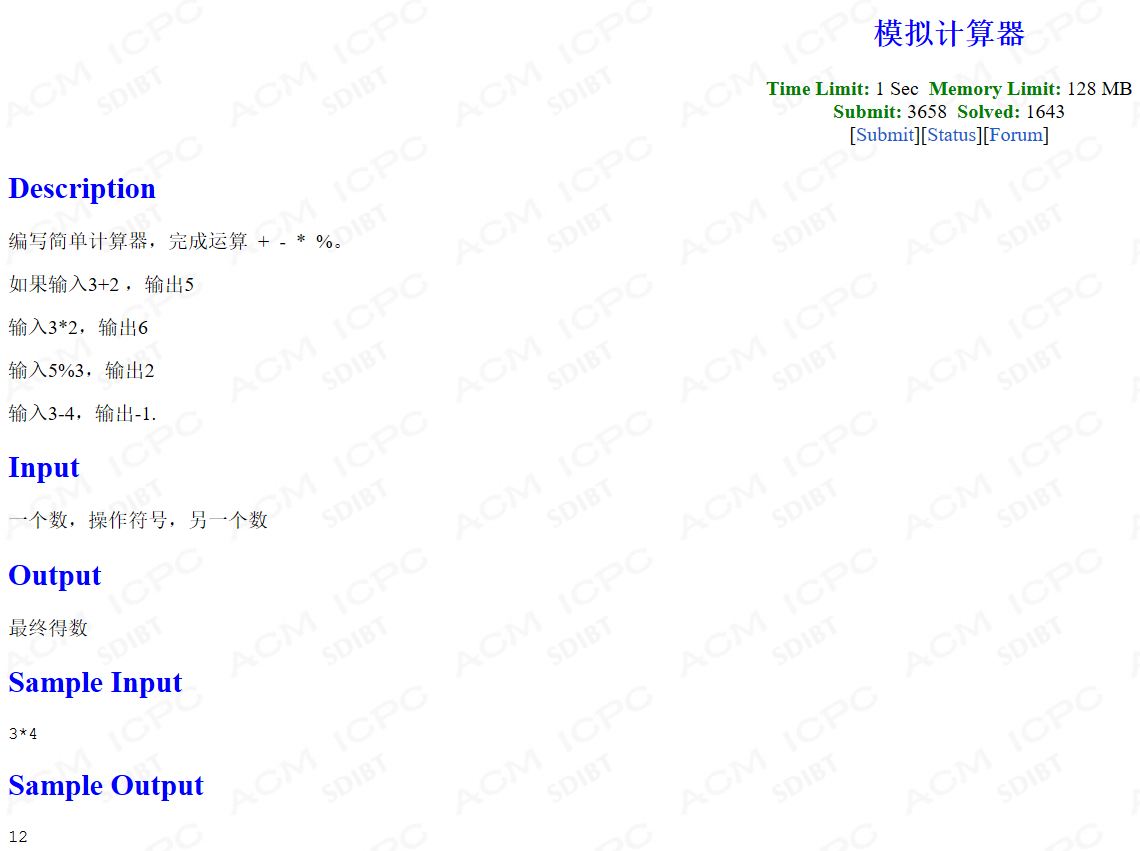 模拟计算器
Time Limit: 1 Sec  Memory Limit: 128 MB
Submit: 3658  Solved: 1643
[Submit][Status][Forum]
Description
编写简单计算器，完成运算 + - * %。
如果输入3+2 ，输出5
输入3*2，输出6
输入5%3，输出2
输入3-4，输出-1.
Input
一个数，操作符号，另一个数
Output
最终得数
Sample Input
3*4
Sample Output
12
ACM ICPC
SDIBT